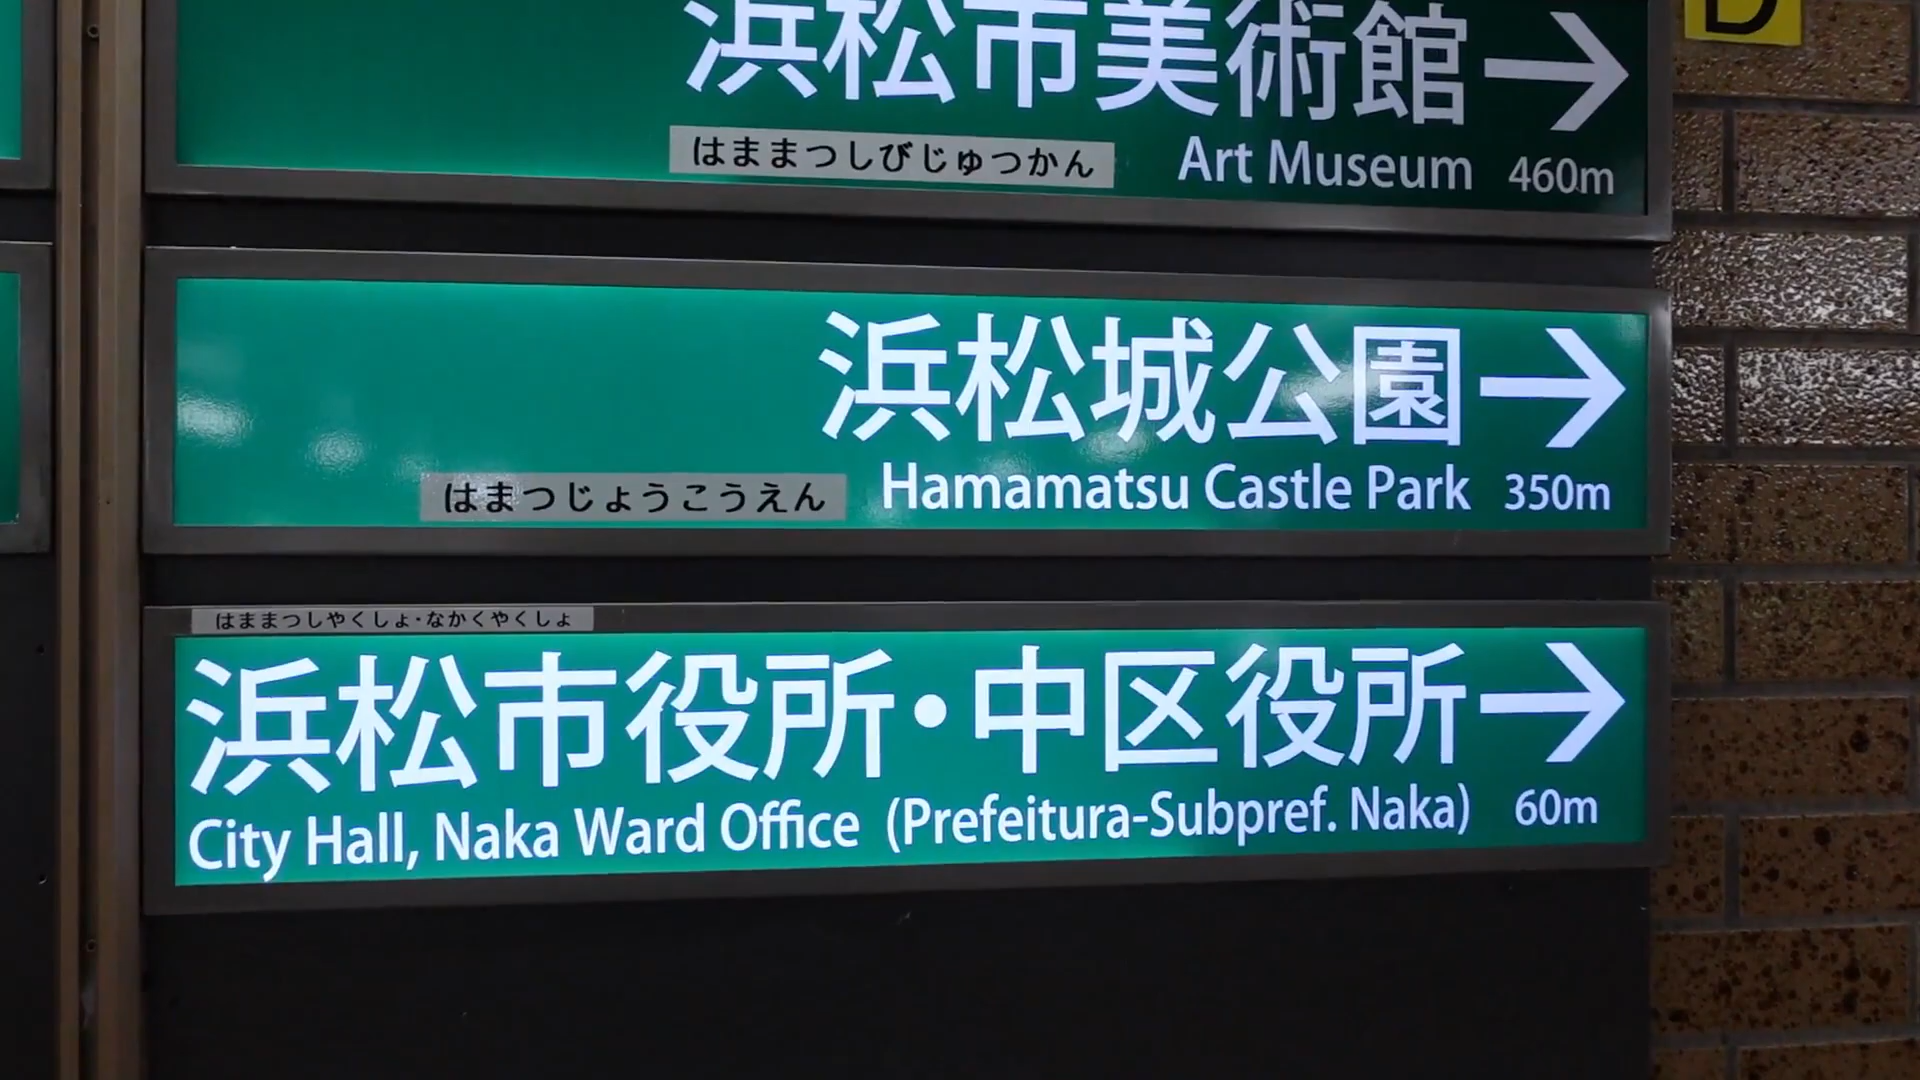 D
浜松市美術館→
はままつしびじゅつかん Art Museum 460m
浜松城公園→
はまつじょうこうえん Hamamatsu Castle Park 350m
はままつしやくしょ・なかくやくしょ
浜松市役所・中区役所→
City Hall, Naka Ward Office (Prefeitura-Subpref. Naka) 60m